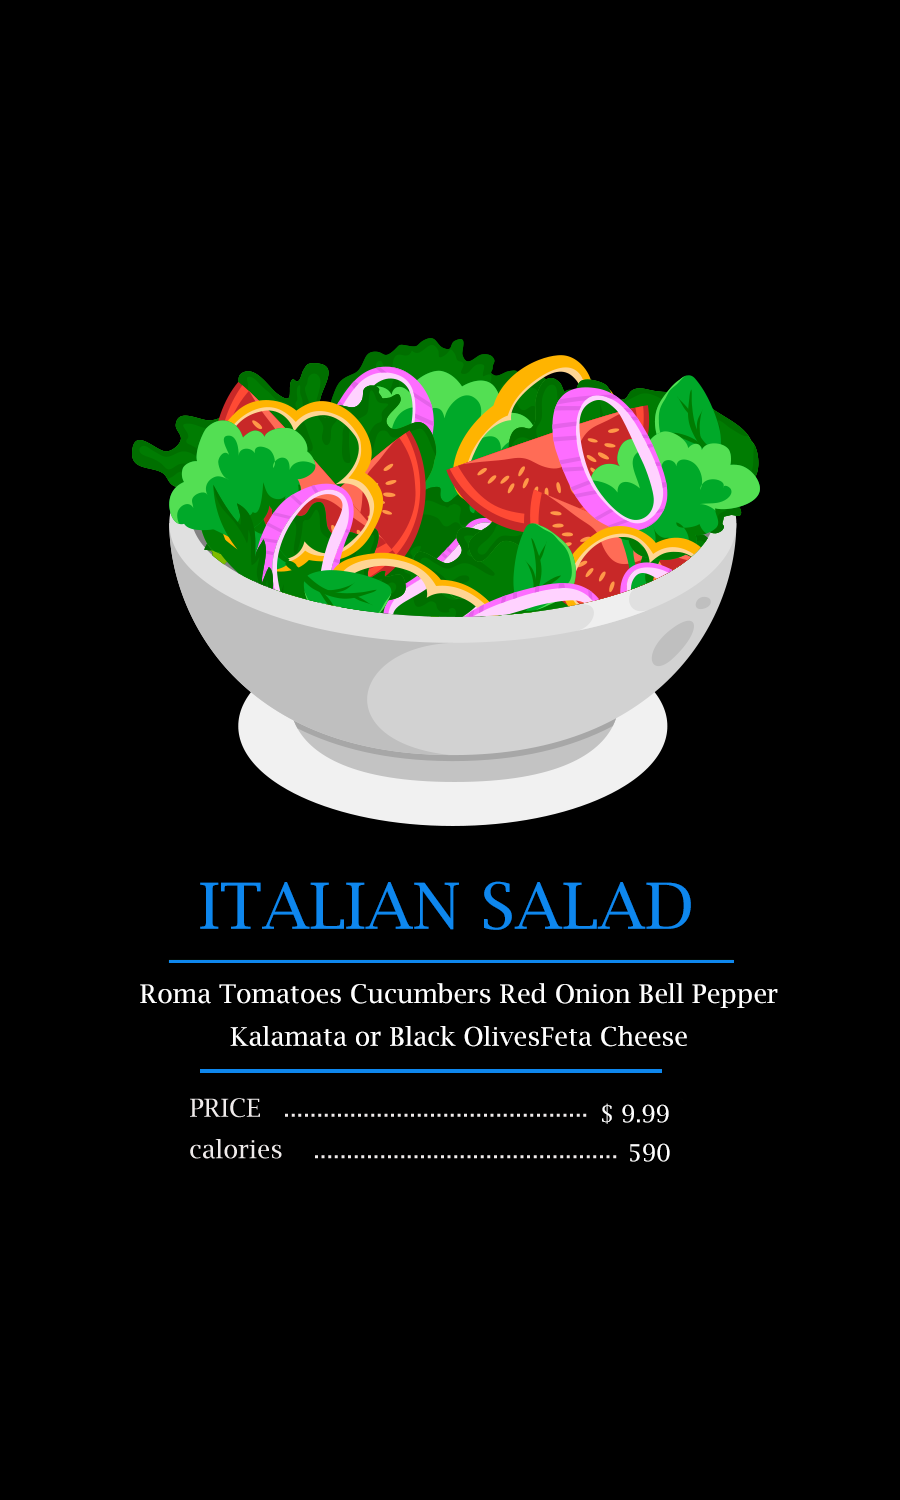 ITALIAN SALAD
Roma Tomatoes Cucumbers Red Onion Bell Pepper
Kalamata or Black OlivesFeta Cheese
PRICE .............................................. $ 9.99
calories .............................................. 590